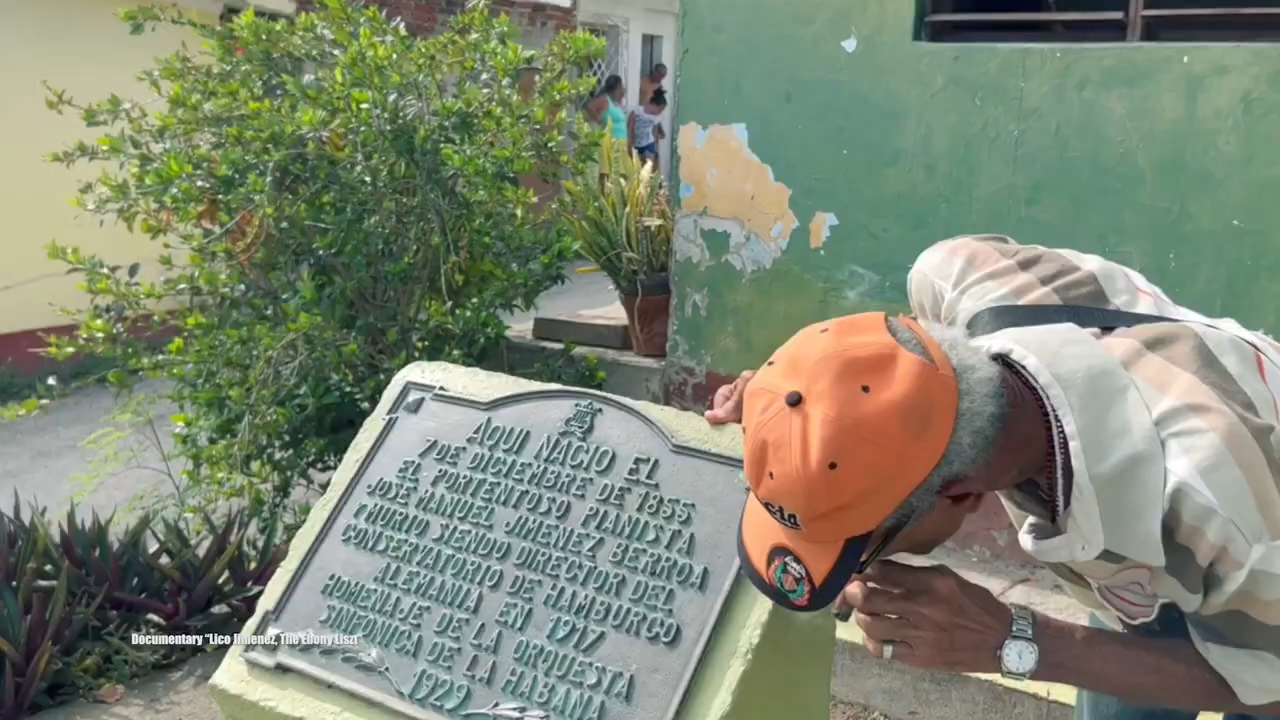 AQUI NACIO EL
7 DE DICIEMBRE DE 1855
EL PORTENTOSO PIANISTA
JOSE MANUEL JIMENEZ BERROA
Y MURIO SIENDO DIRECTOR DEL
CONSERVATORIO DE HAMBURGO
ALEMANIA EN 1917
HOMENAJE DE LA ORQUESTA
SINFONICA DE LA HABANA
1929
Documentary "Lico Jimenez, The Ebony Liszt"